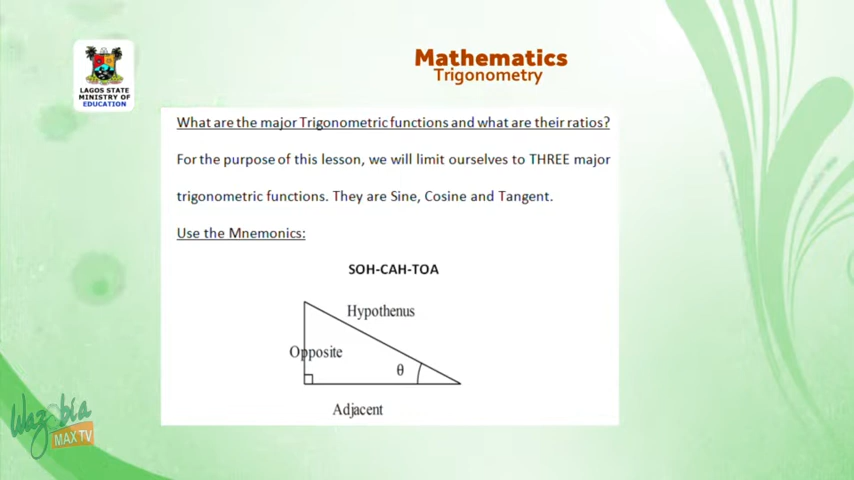 Mathematics
Trigonometry
LAGOS STATE
MINISTRY OF
EDUCATION
What are the major Trigonometric functions and what are their ratios?
For the purpose of this lesson, we will limit ourselves to THREE major
trigonometric functions. They are Sine, Cosine and Tangent.
Use the Mnemonics:
SOH-CAH-TOA
Hypothenus
Opposite
θ
Adjacent
Wazobia
MAX TV